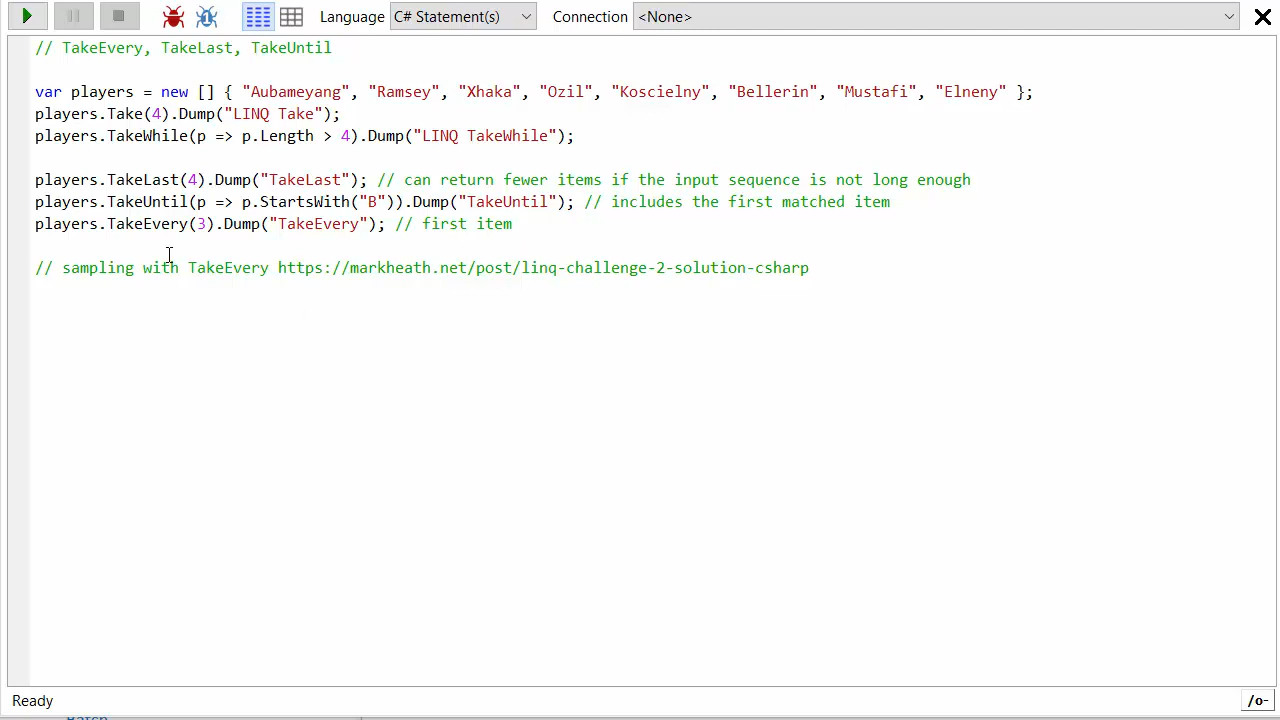 Language C# Statement(s) Connection <None>
// TakeEvery, TakeLast, TakeUntil
var players = new [] { "Aubameyang", "Ramsey", "Xhaka", "Ozil", "Koscielny", "Bellerin", "Mustafi", "Elneny" };
players.Take(4).Dump("LINQ Take");
players.TakeWhile(p => p.Length > 4).Dump("LINQ TakeWhile");
players.TakeLast(4).Dump("TakeLast"); // can return fewer items if the input sequence is not long enough
players.TakeUntil(p => p.StartsWith("B")).Dump("TakeUntil"); // includes the first matched item
players.TakeEvery(3).Dump("TakeEvery"); // first item
// sampling with TakeEvery https://markheath.net/post/linq-challenge-2-solution-csharp
Ready /o-